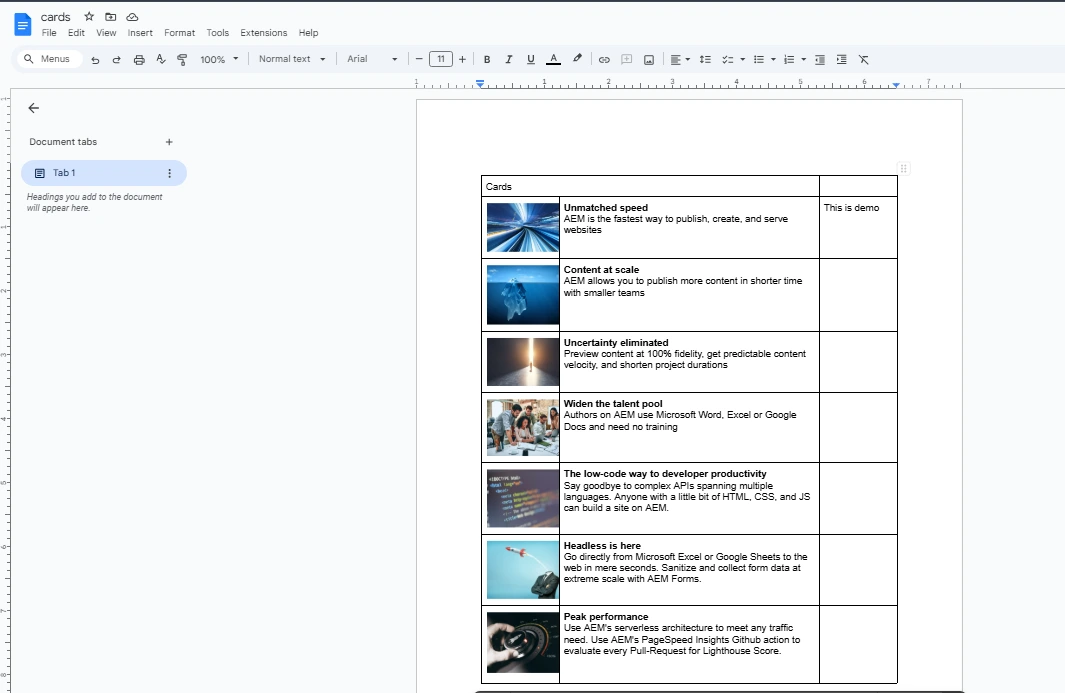 cards
File Edit View Insert Format Tools Extensions Help
Menus 100% Normal text Arial 11 B I U A
1 1 2 3 4 5 6 7
Document tabs
Tab 1
Headings you add to the document
will appear here.
Cards
Unmatched speed
AEM is the fastest way to publish, create, and serve
websites
This is demo
Content at scale
AEM allows you to publish more content in shorter time
with smaller teams
Uncertainty eliminated
Preview content at 100% fidelity, get predictable content
velocity, and shorten project durations
Widen the talent pool
Authors on AEM use Microsoft Word, Excel or Google
Docs and need no training
The low-code way to developer productivity
Say goodbye to complex APIs spanning multiple
languages. Anyone with a little bit of HTML, CSS, and JS
can build a site on AEM.
Headless is here
Go directly from Microsoft Excel or Google Sheets to the
web in mere seconds. Sanitize and collect form data at
extreme scale with AEM Forms.
Peak performance
Use AEM's serverless architecture to meet any traffic
need. Use AEM's PageSpeed Insights Github action to
evaluate every Pull-Request for Lighthouse Score.